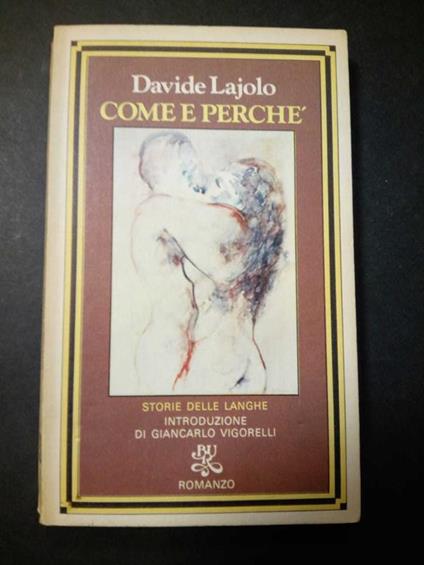 Davide Lajolo
COME E PERCHE´
STORIE DELLE LANGHE
INTRODUZIONE
DI GIANCARLO VIGORELLI
BUR
ROMANZO